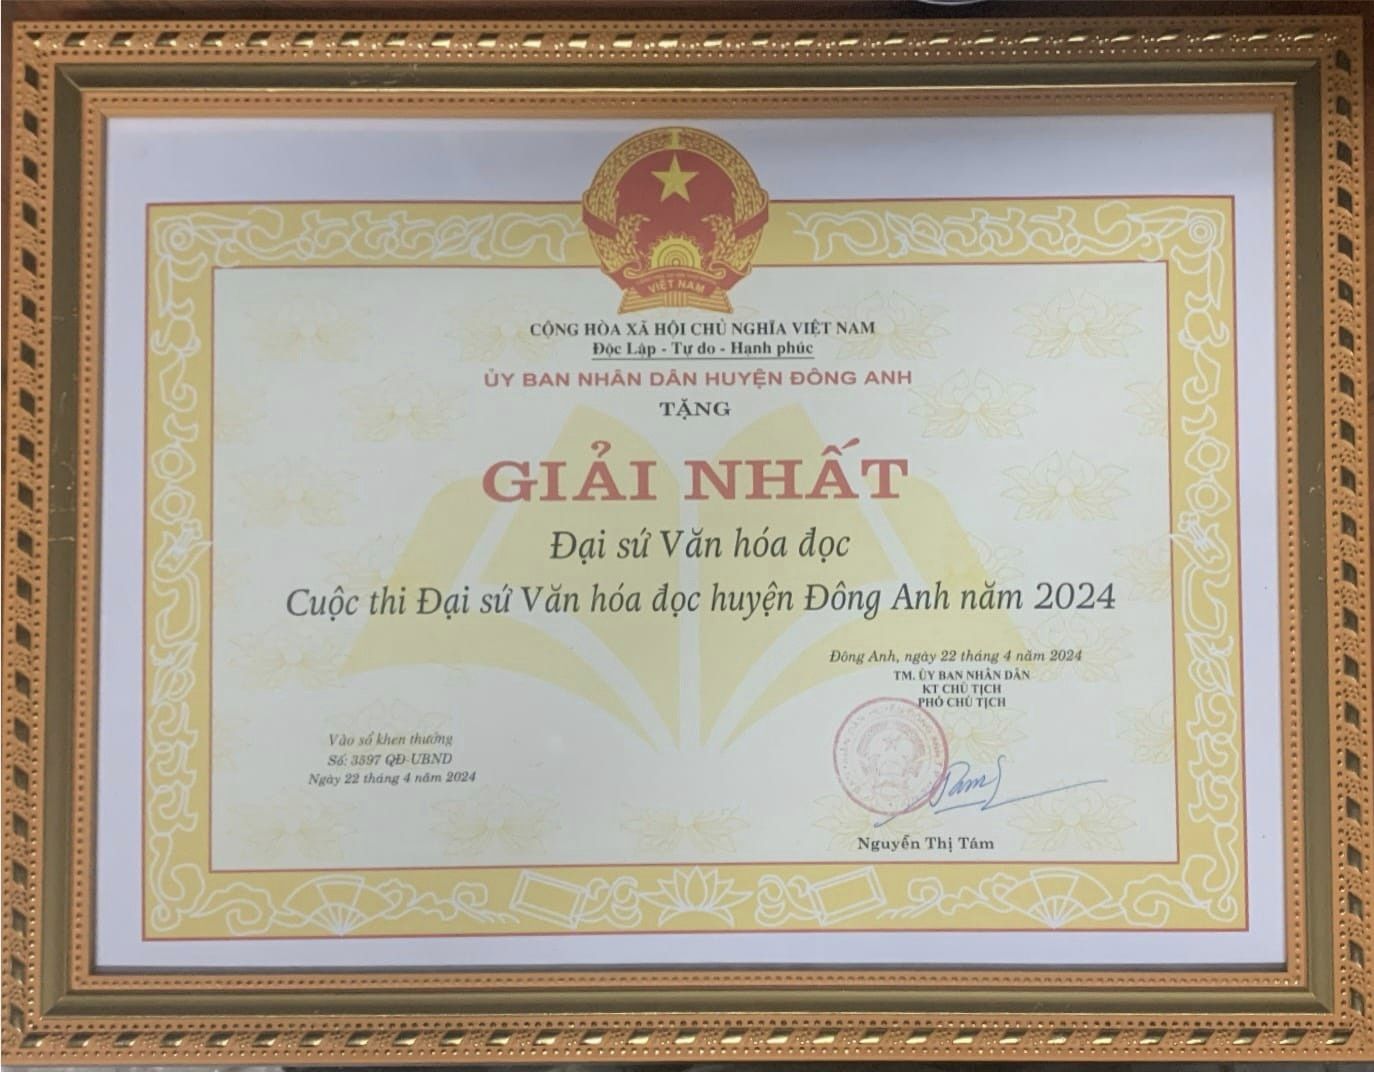 VIỆT NAM
CỘNG HÒA XÃ HỘI CHỦ NGHĨA VIỆT NAM
Độc Lập - Tự do - Hạnh phúc
ỦY BAN NHÂN DÂN HUYỆN ĐÔNG ANH
TẶNG
GIẢI NHẤT
Đại sứ Văn hóa đọc
Cuộc thi Đại sứ Văn hóa đọc huyện Đông Anh năm 2024
Đông Anh, ngày 22 tháng 4 năm 2024
TM. ỦY BAN NHÂN DÂN
KT CHỦ TỊCH
PHÓ CHỦ TỊCH
Vào sổ khen thưởng
Số: 3597 QĐ-UBND
Ngày 22 tháng 4 năm 2024
Nguyễn Thị Tám